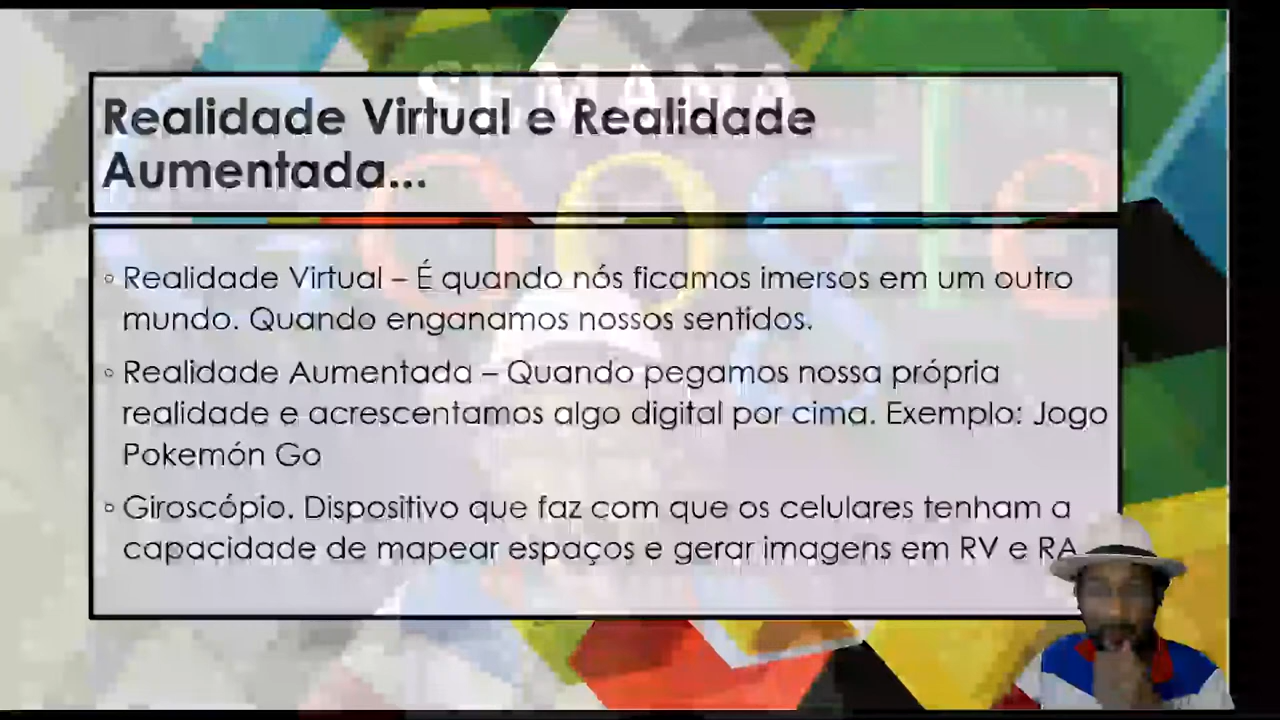 SEMANA
Google
Realidade Virtual e Realidade
Aumentada...
◦ Realidade Virtual – É quando nós ficamos imersos em um outro
mundo. Quando enganamos nossos sentidos.
◦ Realidade Aumentada – Quando pegamos nossa própria
realidade e acrescentamos algo digital por cima. Exemplo: Jogo
Pokemón Go
◦ Giroscópio. Dispositivo que faz com que os celulares tenham a
capacidade de mapear espaços e gerar imagens em RV e RA